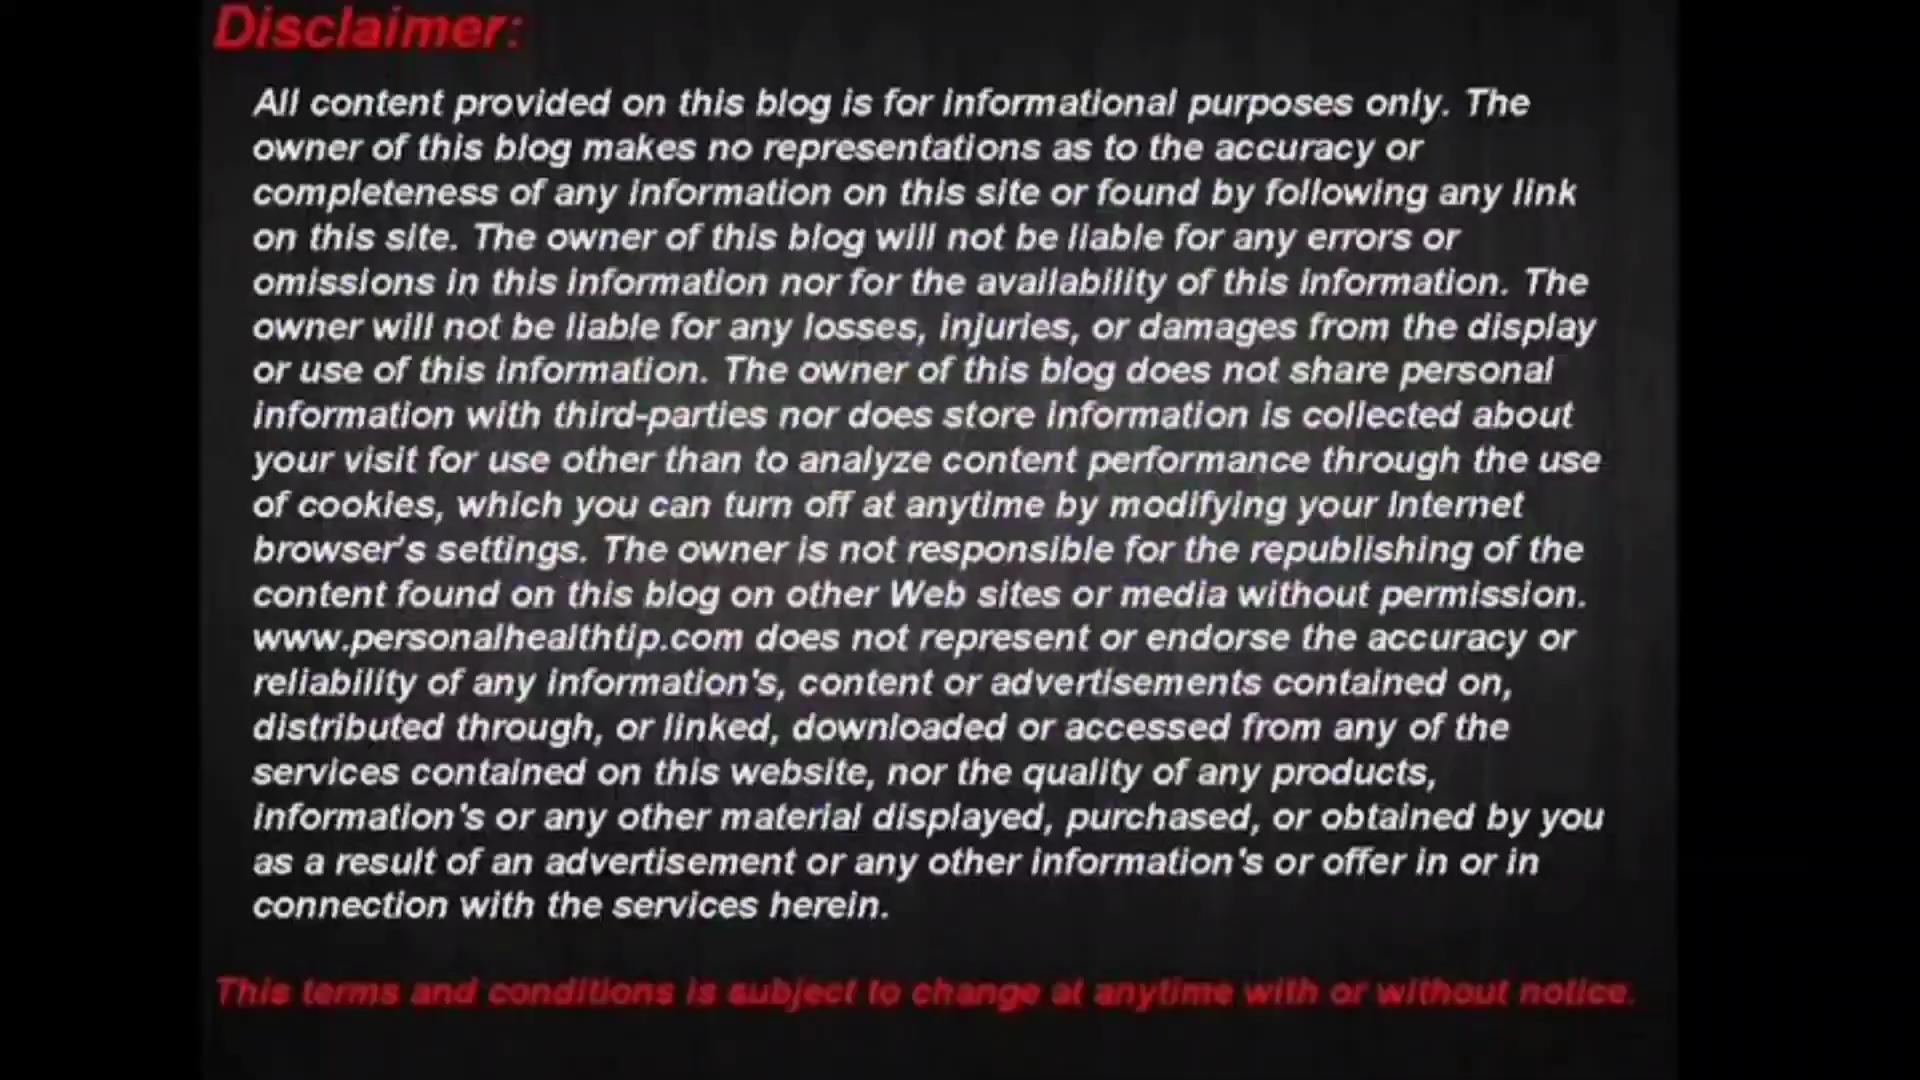 Disclaimer:
All content provided on this blog is for informational purposes only. The
owner of this blog makes no representations as to the accuracy or
completeness of any information on this site or found by following any link
on this site. The owner of this blog will not be liable for any errors or
omissions in this information nor for the availability of this information. The
owner will not be liable for any losses, injuries, or damages from the display
or use of this information. The owner of this blog does not share personal
information with third-parties nor does store information is collected about
your visit for use other than to analyze content performance through the use
of cookies, which you can turn off at anytime by modifying your Internet
browser's settings. The owner is not responsible for the republishing of the
content found on this blog on other Web sites or media without permission.
www.personalhealthtip.com does not represent or endorse the accuracy or
reliability of any information's, content or advertisements contained on,
distributed through, or linked, downloaded or accessed from any of the
services contained on this website, nor the quality of any products,
information's or any other material displayed, purchased, or obtained by you
as a result of an advertisement or any other information's or offer in or in
connection with the services herein.
This terms and conditions is subject to change at anytime with or without notice.